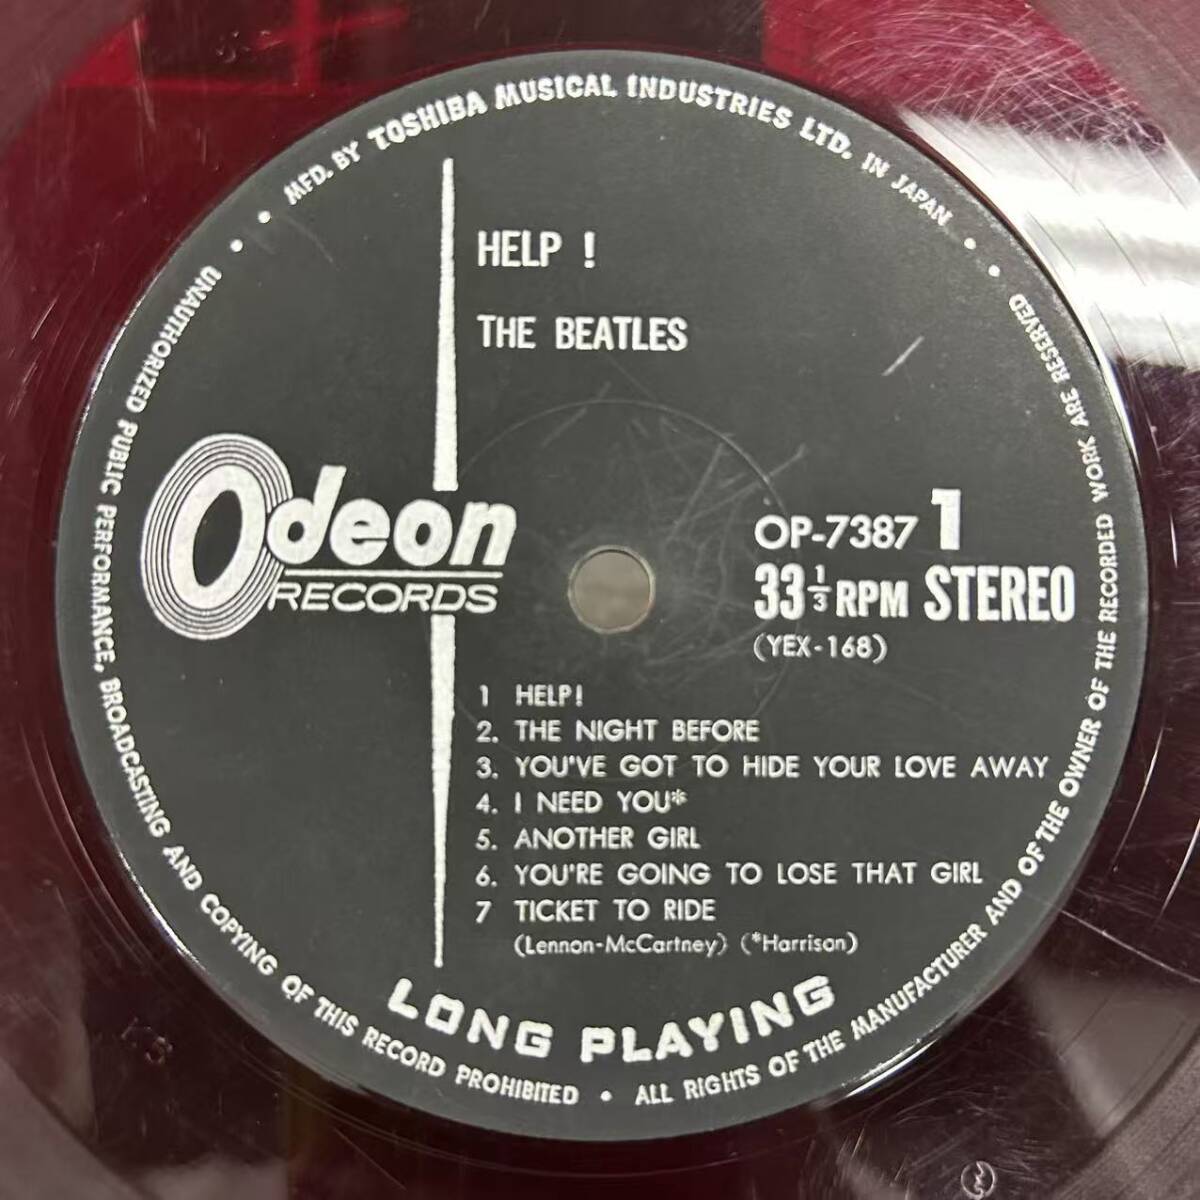 MFD. BY TOSHIBA MUSICAL INDUSTRIES LTD. IN JAPAN
HELP !
THE BEATLES
Odeon
RECORDS
OP-7387 1
33 1/3 RPM STEREO
(YEX-168)
1 HELP!
2. THE NIGHT BEFORE
3. YOU'VE GOT TO HIDE YOUR LOVE AWAY
4. I NEED YOU*
5. ANOTHER GIRL
6. YOU'RE GOING TO LOSE THAT GIRL
7 TICKET TO RIDE
(Lennon-McCartney) (*Harrison)
LONG PLAYING
UNAUTHORIZED PUBLIC PERFORMANCE, BROADCASTING AND COPYING OF THIS RECORD PROHIBITED • ALL RIGHTS OF THE MANUFACTURER AND OF THE OWNER OF THE RECORDED WORK ARE RESERVED